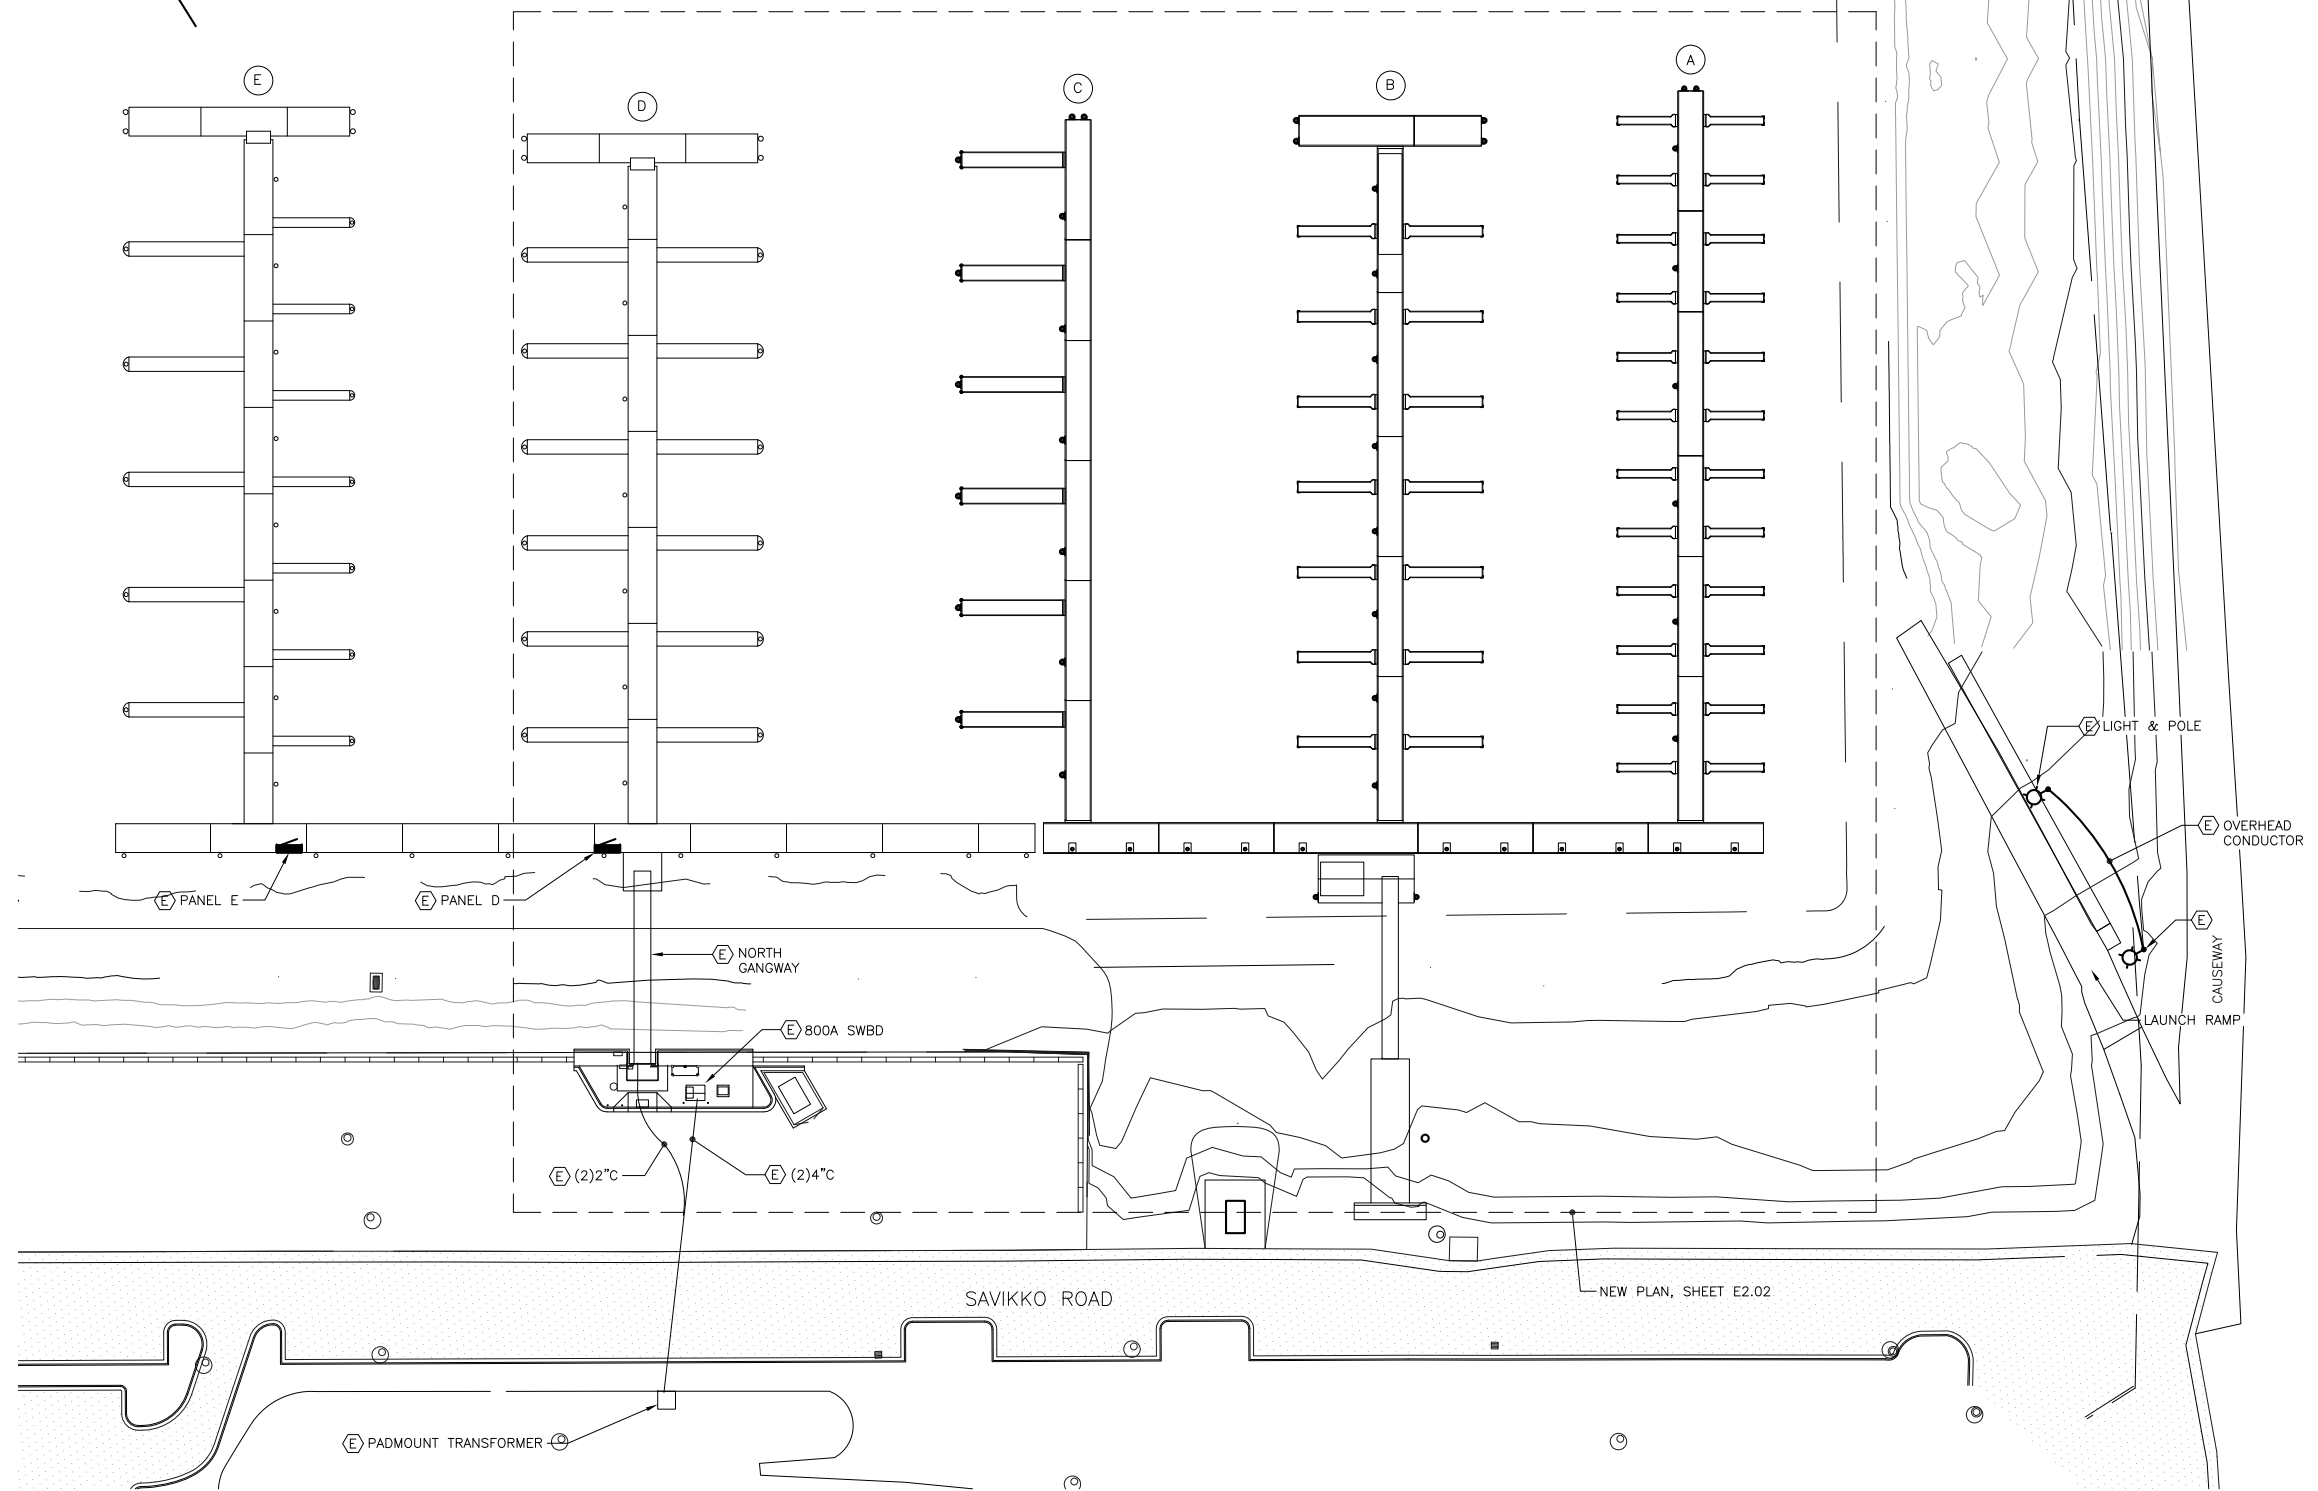 A
B
C
E
D
E LIGHT & POLE
E OVERHEAD
CONDUCTOR
E PANEL E
E PANEL D
E
E NORTH
GANGWAY
CAUSEWAY
LAUNCH RAMP
E 800A SWBD
E (2)2"C
E (2)4"C
NEW PLAN, SHEET E2.02
SAVIKKO ROAD
E PADMOUNT TRANSFORMER